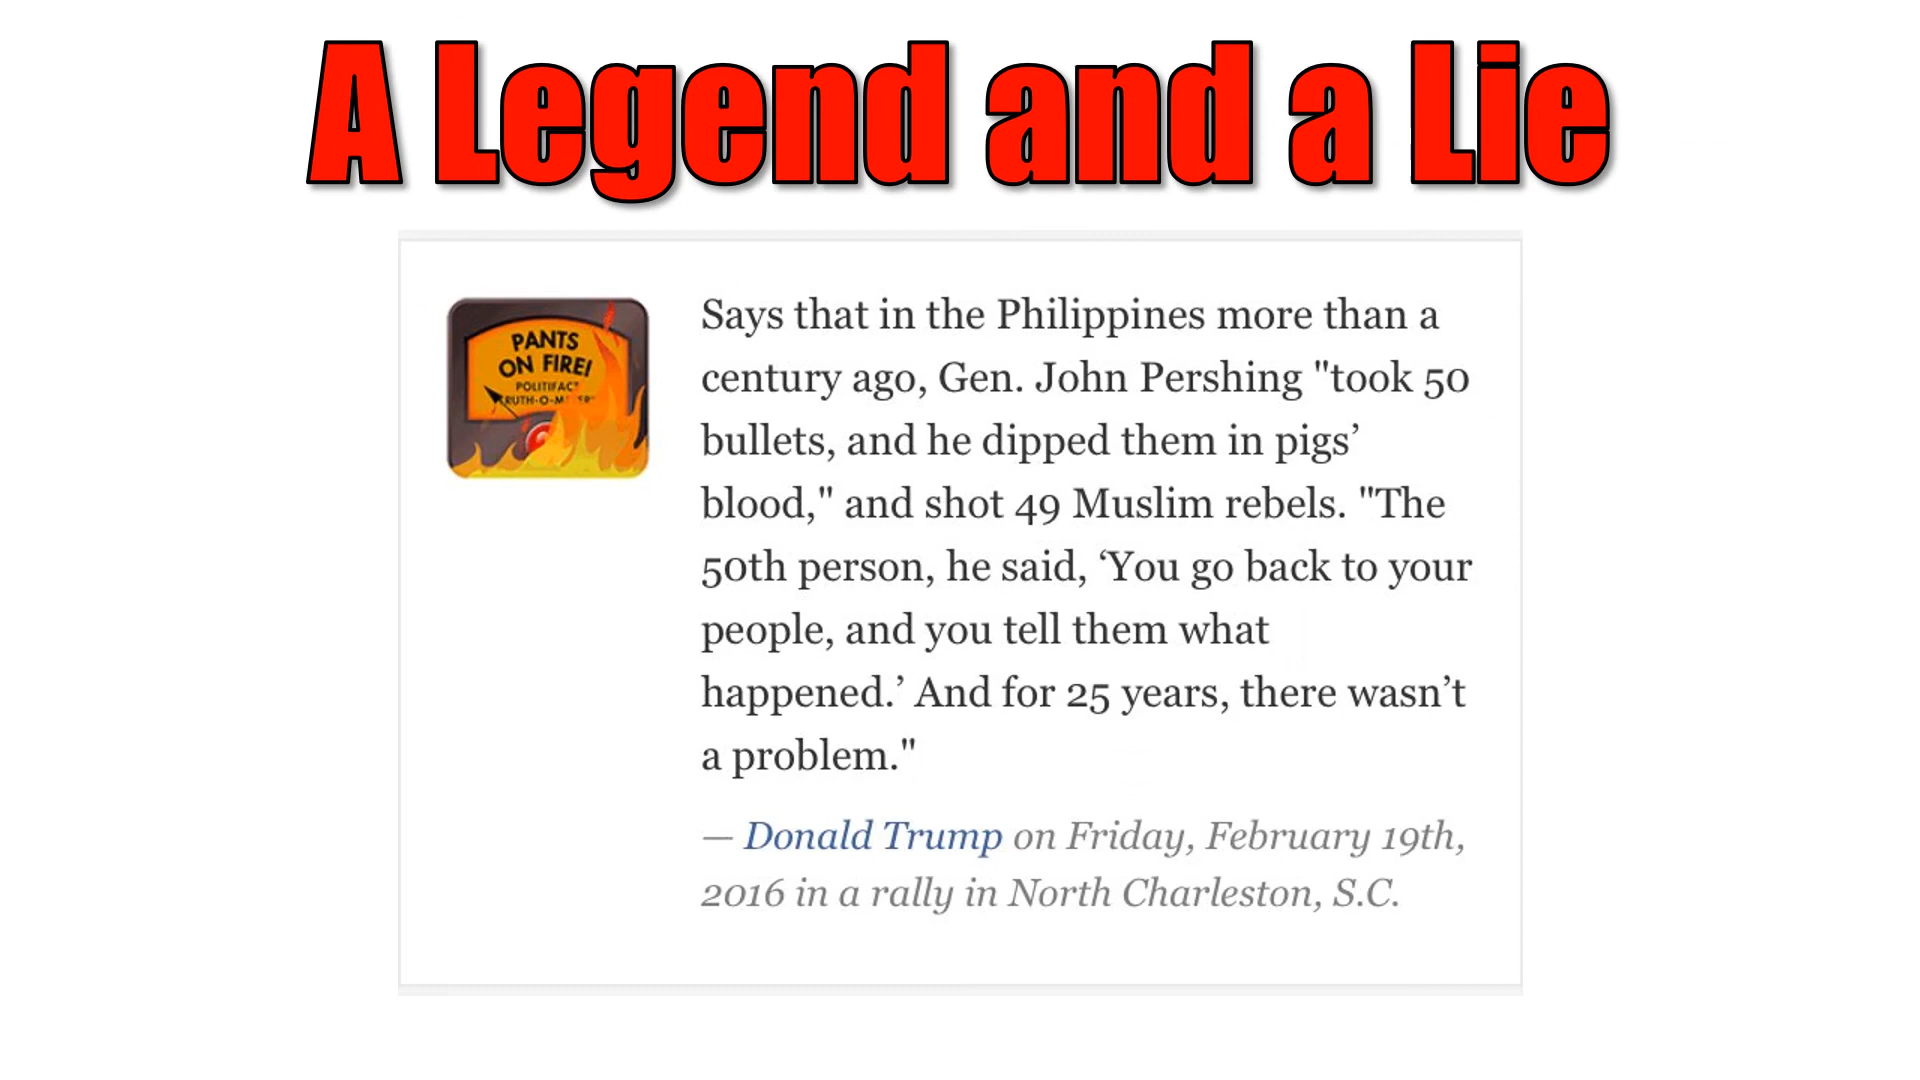 A Legend and a Lie
PANTS
ON FIRE!
POLITIFACT
Says that in the Philippines more than a
century ago, Gen. John Pershing "took 50
bullets, and he dipped them in pigs’
blood," and shot 49 Muslim rebels. "The
50th person, he said, ‘You go back to your
people, and you tell them what
happened.’ And for 25 years, there wasn’t
a problem."
— Donald Trump on Friday, February 19th,
2016 in a rally in North Charleston, S.C.